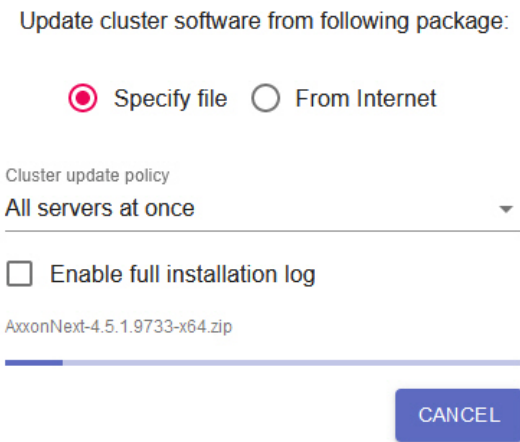 Update cluster software from following package:
Specify file From Internet
Cluster update policy
All servers at once
Enable full installation log
AxxonNext-4.5.1.9733-x64.zip
CANCEL